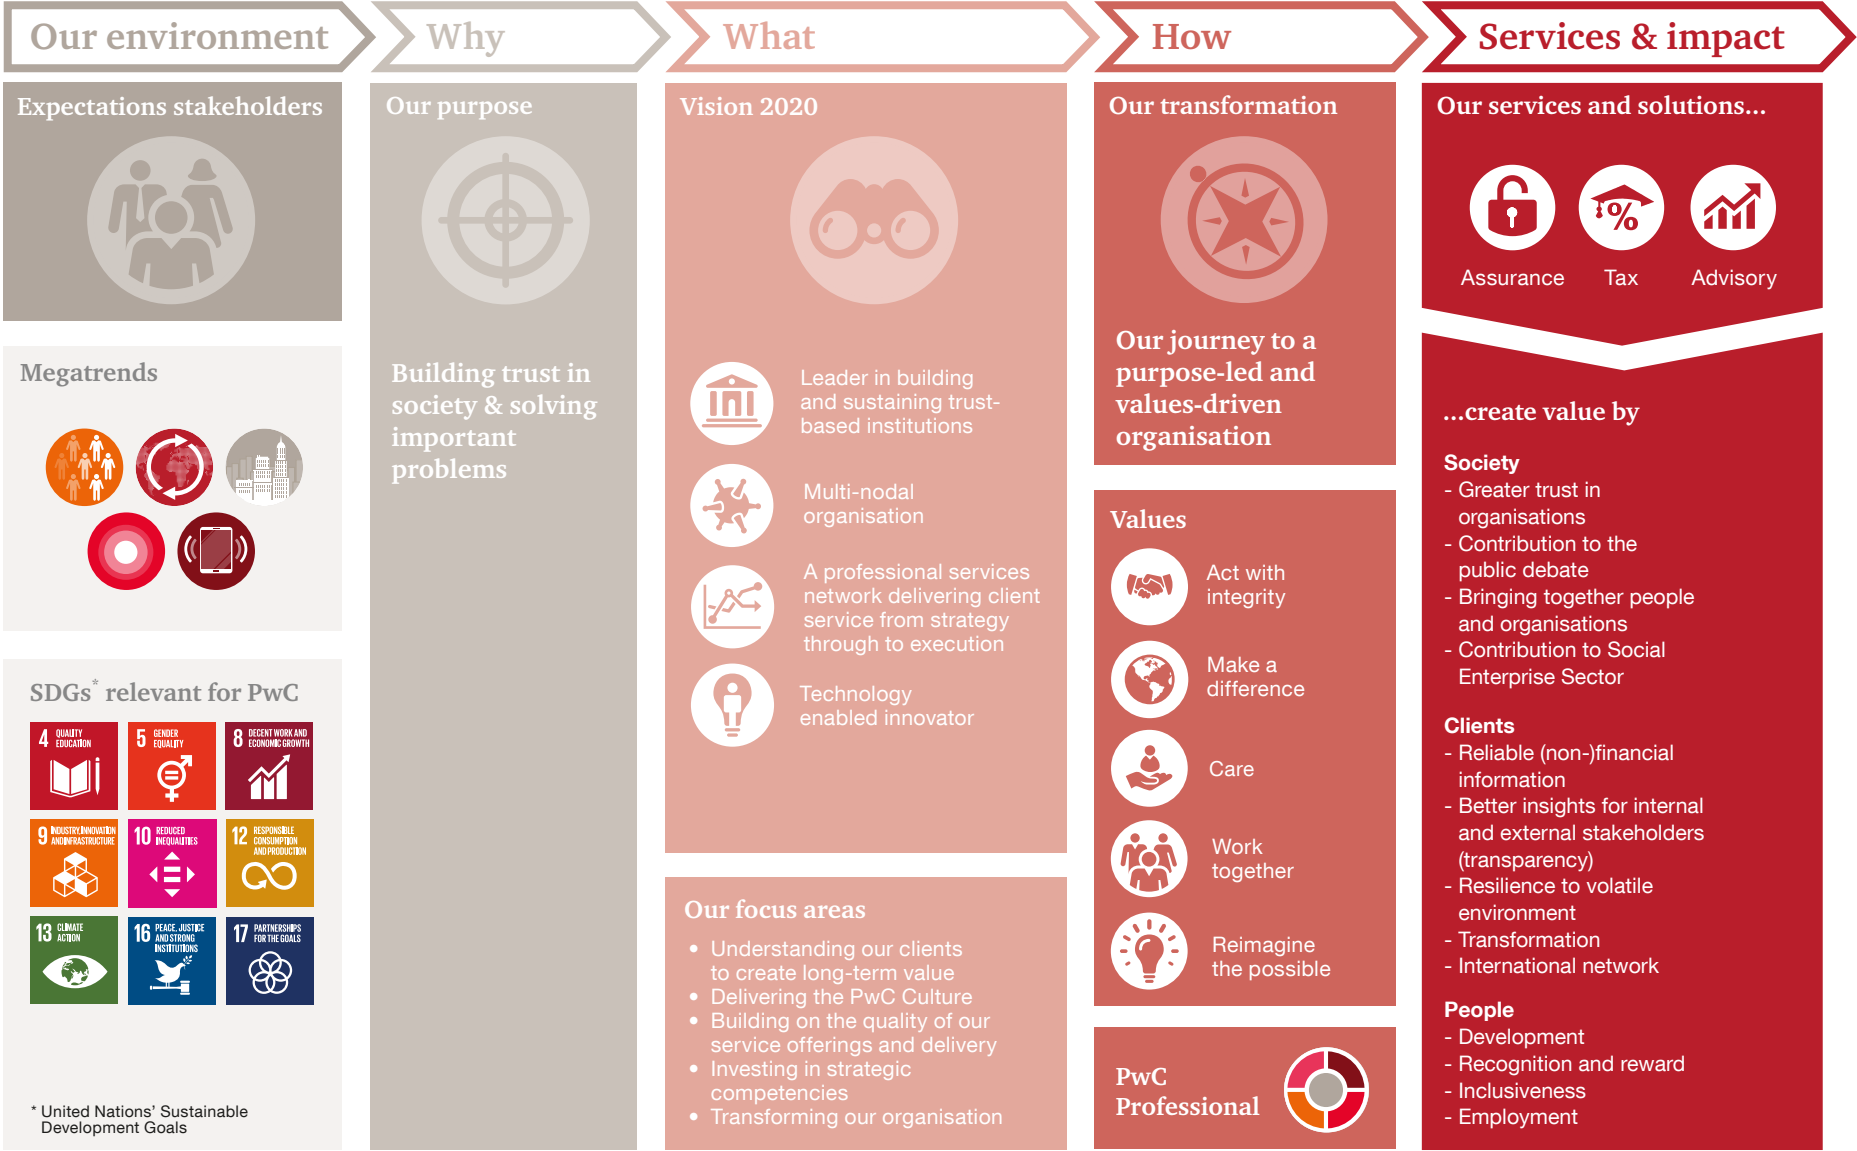 Our environment
Why
What
How
Services & impact
Expectations stakeholders
Megatrends
SDGs* relevant for PwC
4 QUALITY
EDUCATION
5 GENDER
EQUALITY
8 DECENT WORK AND
ECONOMIC GROWTH
9 INDUSTRY, INNOVATION
AND INFRASTRUCTURE
10 REDUCED
INEQUALITIES
12 RESPONSIBLE
CONSUMPTION
AND PRODUCTION
13 CLIMATE
ACTION
16 PEACE, JUSTICE
AND STRONG
INSTITUTIONS
17 PARTNERSHIPS
FOR THE GOALS
* United Nations’ Sustainable
Development Goals
Our purpose
Building trust in
society & solving
important
problems
Vision 2020
Leader in building
and sustaining trust-
based institutions
Multi-nodal
organisation
A professional services
network delivering client
service from strategy
through to execution
Technology
enabled innovator
Our focus areas
• Understanding our clients
to create long-term value
• Delivering the PwC Culture
• Building on the quality of our
service offerings and delivery
• Investing in strategic
competencies
• Transforming our organisation
Our transformation
Our journey to a
purpose-led and
values-driven
organisation
Values
Act with
integrity
Make a
difference
Care
Work
together
Reimagine
the possible
PwC
Professional
Our services and solutions...
%
Assurance
Tax
Advisory
...create value by
Society
- Greater trust in
organisations
- Contribution to the
public debate
- Bringing together people
and organisations
- Contribution to Social
Enterprise Sector
Clients
- Reliable (non-)financial
information
- Better insights for internal
and external stakeholders
(transparency)
- Resilience to volatile
environment
- Transformation
- International network
People
- Development
- Recognition and reward
- Inclusiveness
- Employment